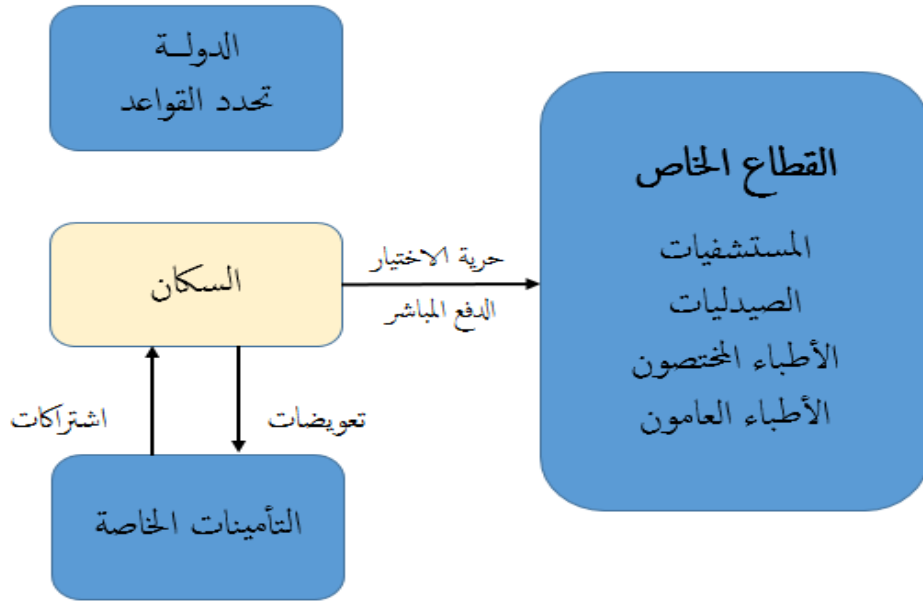 الدولــة
تحدد القواعد
القطاع الخاص
المستشفيات
الصيدليات
الأطباء المختصون
الأطباء العامون
السكان
حرية الاختيار
الدفع المباشر
اشتراكات
تعويضات
التأمينات الخاصة